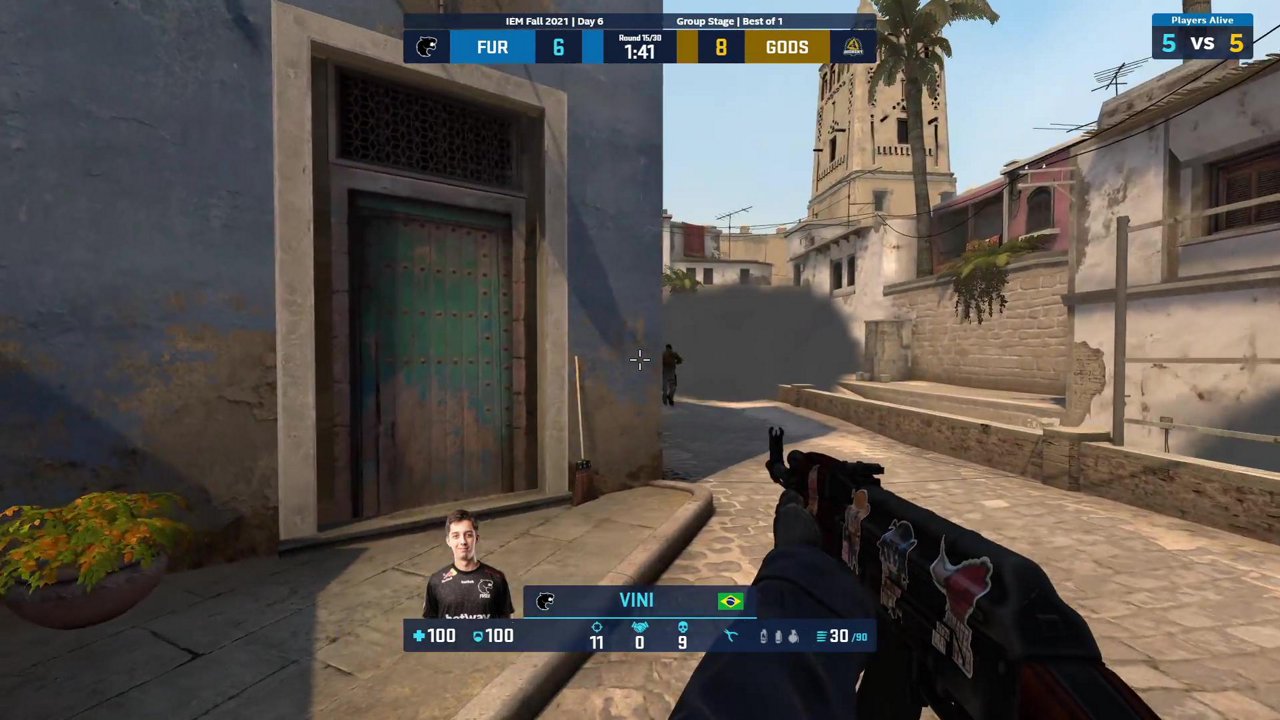 IEM Fall 2021 | Day 6
Group Stage | Best of 1
FUR
6
Round 15/30
1:41
8
GODS
Players Alive
5 VS 5
betway
VINI
100
100
11
0
9
30 /90